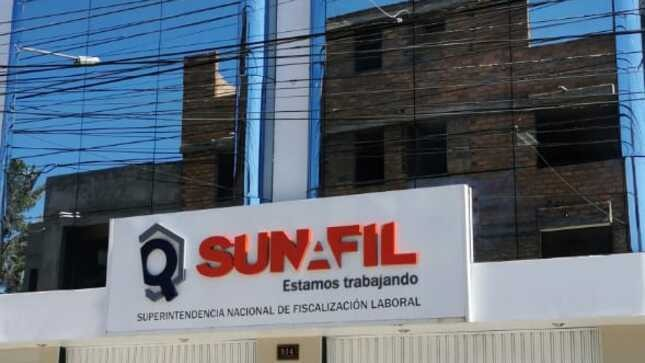 SUNAFIL
Estamos trabajando
SUPERINTENDENCIA NACIONAL DE FISCALIZACIÓN LABORAL